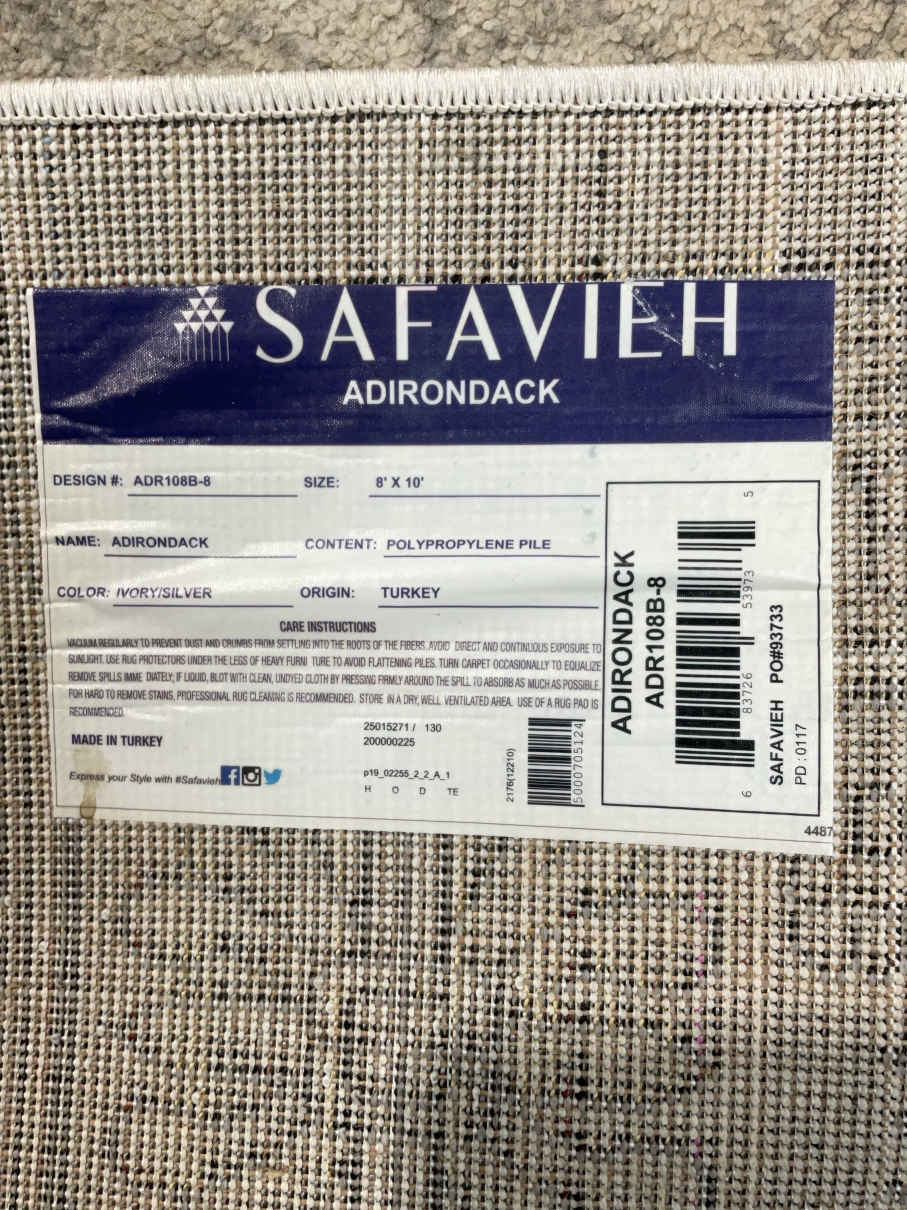 SAFAVIEH
ADIRONDACK
DESIGN #: ADR108B-8 SIZE: 8' X 10'
NAME: ADIRONDACK CONTENT: POLYPROPYLENE PILE
COLOR: IVORY/SILVER ORIGIN: TURKEY
CARE INSTRUCTIONS
VACUUM REGULARLY TO PREVENT DUST AND CRUMBS FROM SETTLING INTO THE ROOTS OF THE FIBERS. AVOID DIRECT AND CONTINUOUS EXPOSURE TO
SUNLIGHT. USE RUG PROTECTORS UNDER THE LEGS OF HEAVY FURNI TURE TO AVOID FLATTENING PILES. TURN CARPET OCCASIONALLY TO EQUALIZE
REMOVE SPILLS IMME DIATELY, IF LIQUID, BLOT WITH CLEAN, UNDYED CLOTH BY PRESSING FIRMLY AROUND THE SPILL TO ABSORB AS MUCH AS POSSIBLE.
FOR HARD TO REMOVE STAINS, PROFESSIONAL RUG CLEANING IS RECOMMENDED. STORE IN A DRY, WELL VENTILATED AREA. USE OF A RUG PAD IS
RECOMMENDED.
MADE IN TURKEY
Express your Style with #Safavieh
25015271 / 130
200000225
p19_02255_2_2_A_1
H O D TE
2176(12210)
5000705124
ADIRONDACK
ADR108B-8
6 83726 53973 5
SAFAVIEH PO#93733
PD : 0117
4487